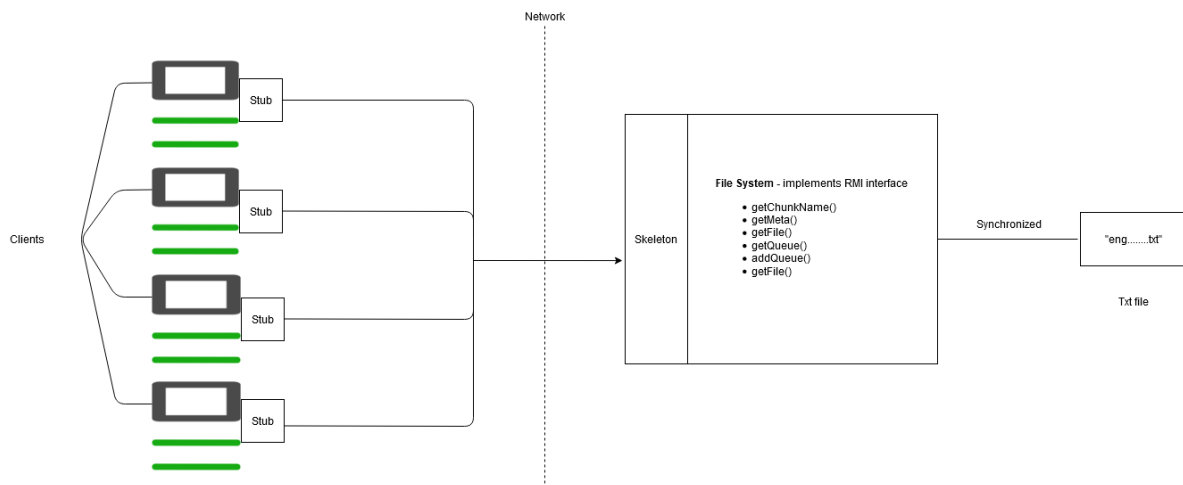 Network
Stub
Stub
Clients
Stub
Stub
Skeleton
File System - implements RMI interface
getChunkName()
getMeta()
getFile()
getQueue()
addQueue()
getFile()
Synchronized
"eng........txt"
Txt file